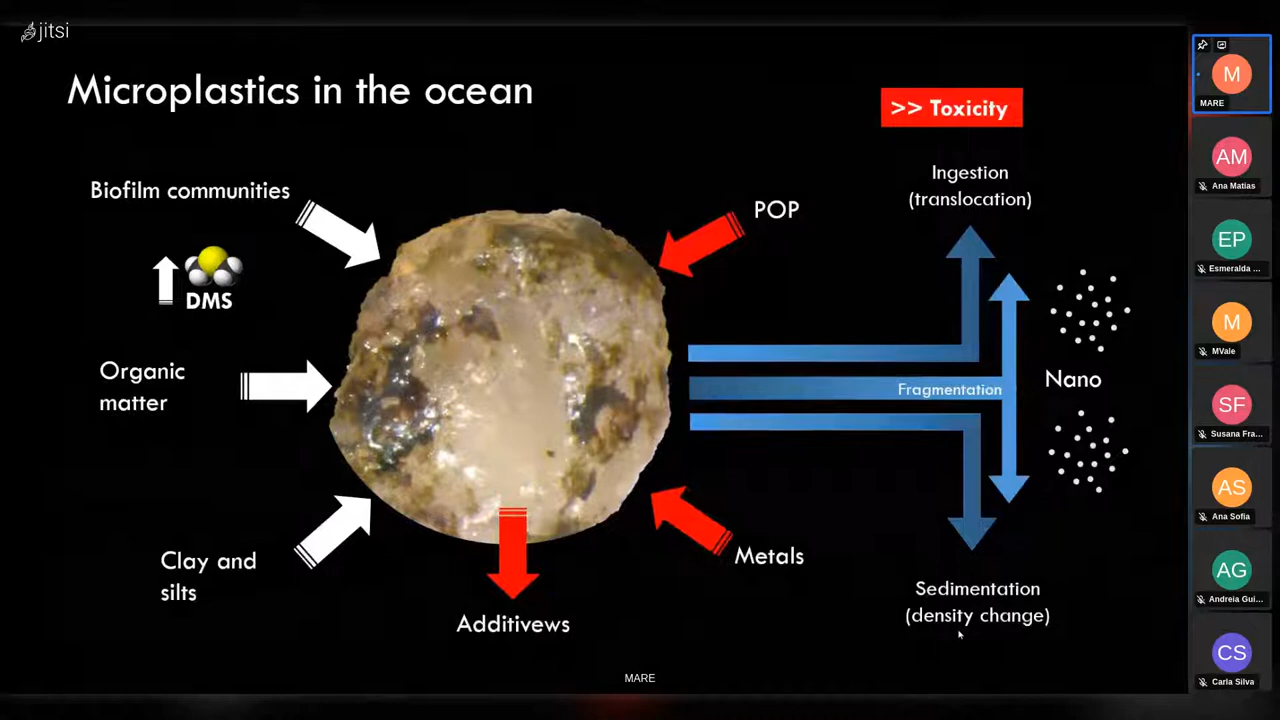 jitsi
Microplastics in the ocean
>> Toxicity
Biofilm communities
DMS
Organic
matter
Clay and
silts
Additivews
POP
Metals
Ingestion
(translocation)
Fragmentation
Nano
Sedimentation
(density change)
MARE
M
MARE
AM
Ana Matias
EP
Esmeralda ...
M
MVale
SF
Susana Fra...
AS
Ana Sofia
AG
Andreia Gui...
CS
Carla Silva